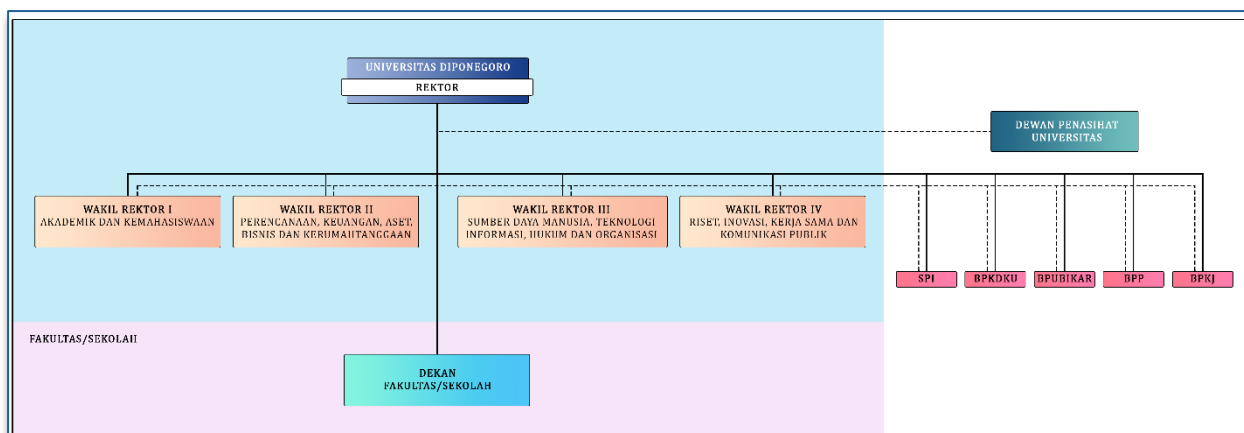 UNIVERSITAS DIPONEGORO
REKTOR
DEWAN PENASIHAT
UNIVERSITAS
WAKIL REKTOR I
AKADEMIK DAN KEMAHASISWAAN
WAKIL REKTOR II
PERENCANAAN, KEUANGAN, ASET,
BISNIS DAN KERUMAHTANGGAAN
WAKIL REKTOR III
SUMBER DAYA MANUSIA, TEKNOLOGI
INFORMASI, HUKUM DAN ORGANISASI
WAKIL REKTOR IV
RISET, INOVASI, KERJA SAMA DAN
KOMUNIKASI PUBLIK
SPI
BPKDKU
BPUBIKAR
BPP
BPKJ
FAKULTAS/SEKOLAH
DEKAN
FAKULTAS/SEKOLAH